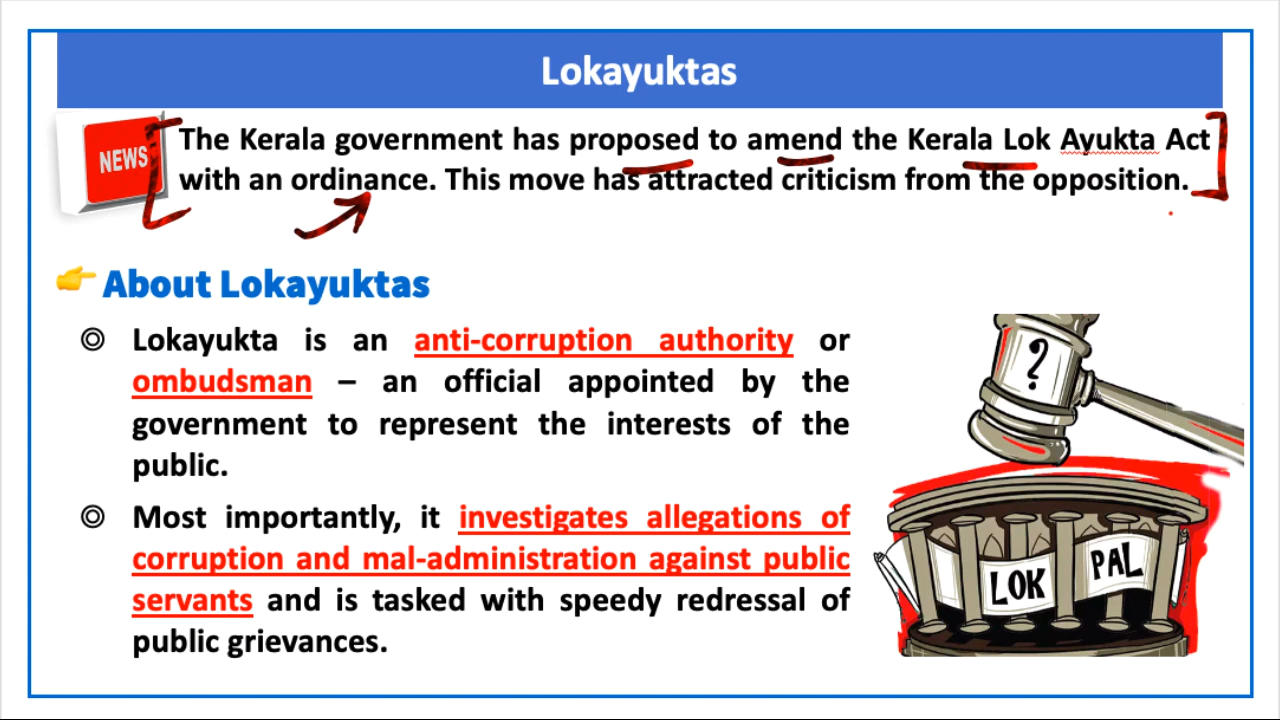 Lokayuktas
NEWS
The Kerala government has proposed to amend the Kerala Lok Ayukta Act
with an ordinance. This move has attracted criticism from the opposition.
👉 About Lokayuktas
◎ Lokayukta is an anti-corruption authority or
ombudsman – an official appointed by the
government to represent the interests of the
public.
◎ Most importantly, it investigates allegations of
corruption and mal-administration against public
servants and is tasked with speedy redressal of
public grievances.
?
LOK PAL